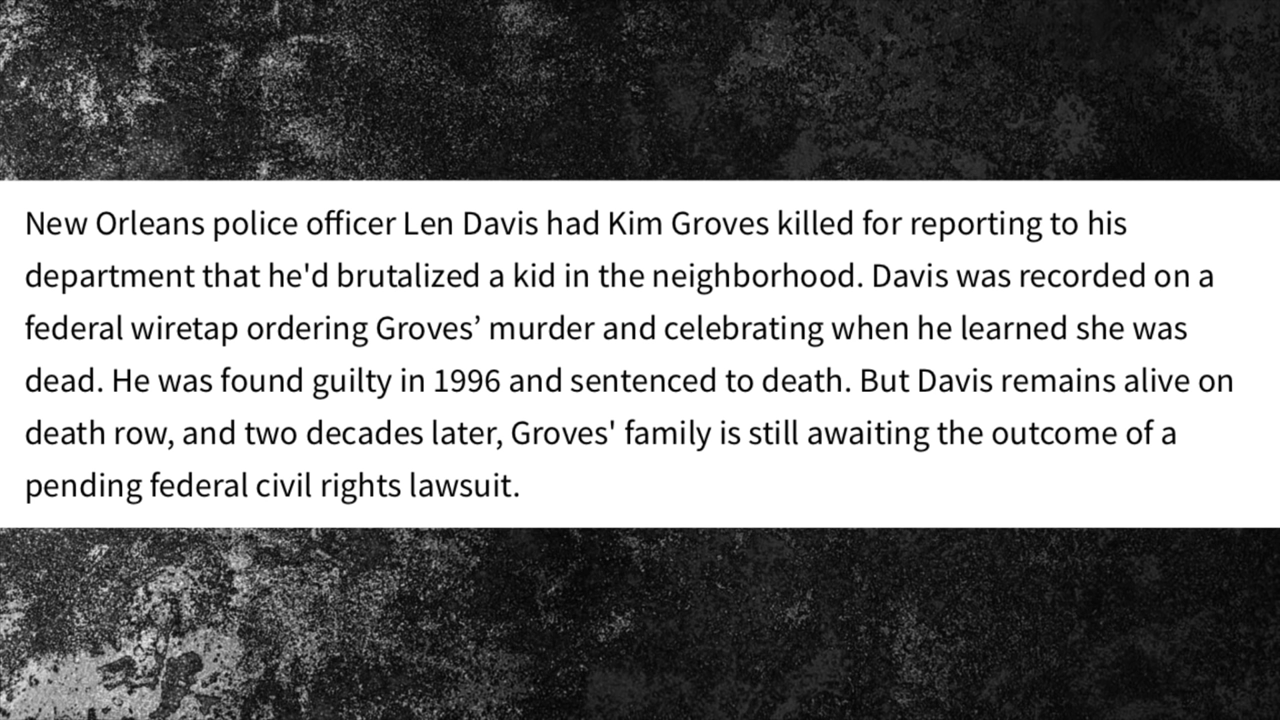 New Orleans police officer Len Davis had Kim Groves killed for reporting to his
department that he'd brutalized a kid in the neighborhood. Davis was recorded on a
federal wiretap ordering Groves’ murder and celebrating when he learned she was
dead. He was found guilty in 1996 and sentenced to death. But Davis remains alive on
death row, and two decades later, Groves' family is still awaiting the outcome of a
pending federal civil rights lawsuit.